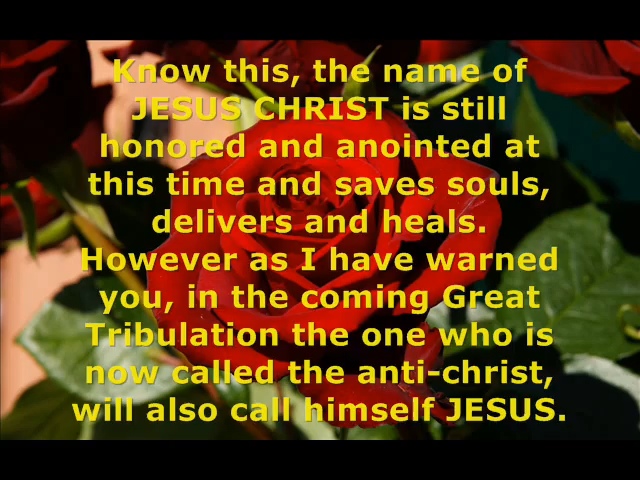 Know this, the name of
JESUS CHRIST is still
honored and anointed at
this time and saves souls,
delivers and heals.
However as I have warned
you, in the coming Great
Tribulation the one who is
now called the anti-christ,
will also call himself JESUS.